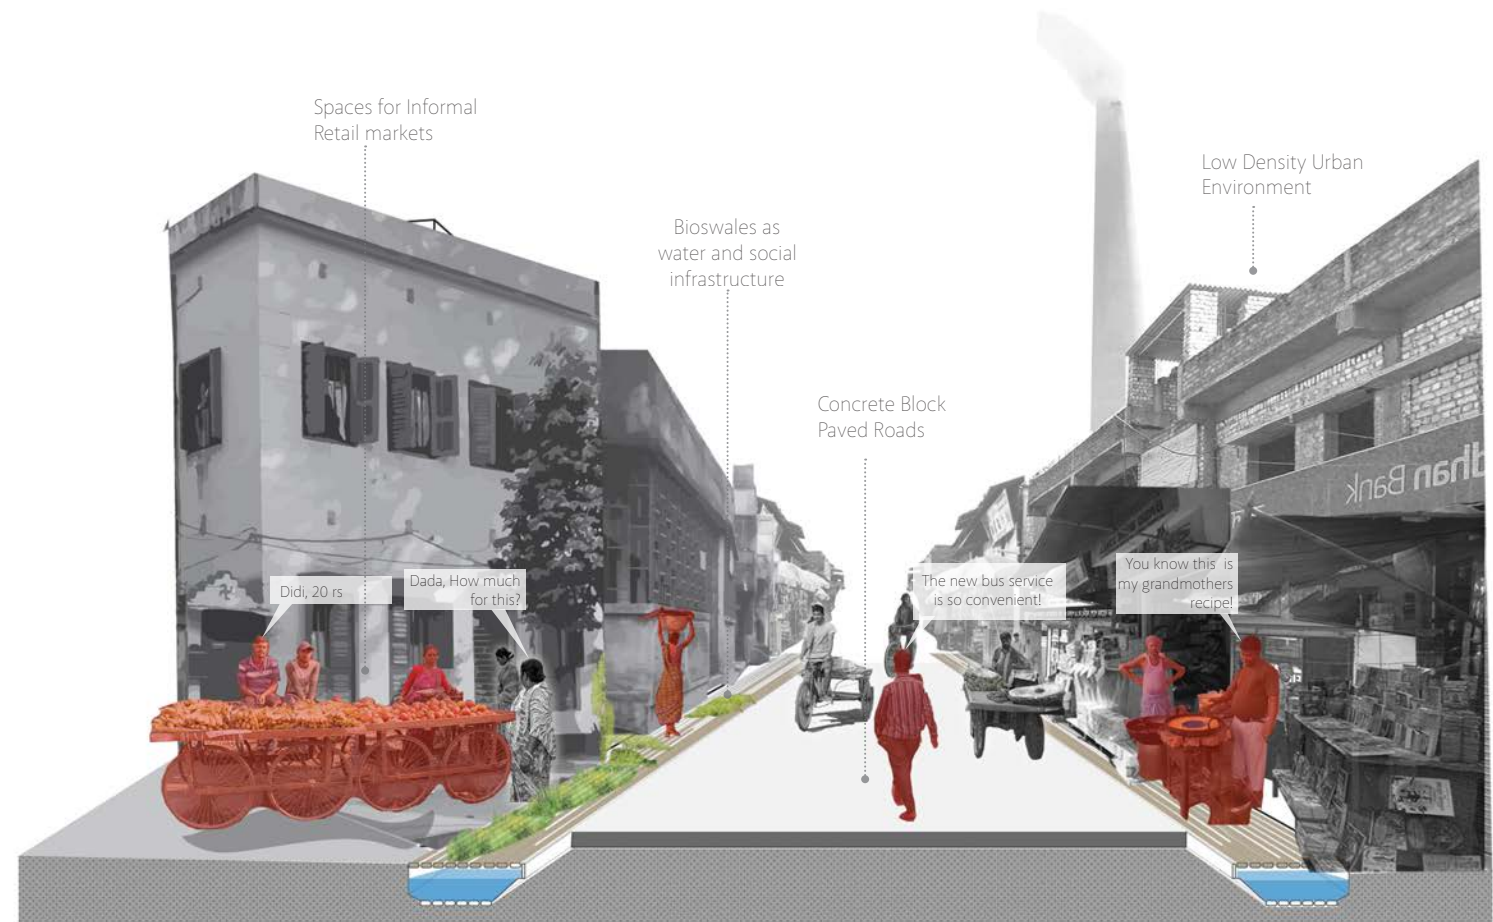 Spaces for Informal
Retail markets
Low Density Urban
Environment
Bioswales as
water and social
infrastructure
Concrete Block
Paved Roads
dhan Bank
Didi, 20 rs
Dada, How much
for this?
The new bus service
is so convenient!
You know this is
my grandmothers
recipe!